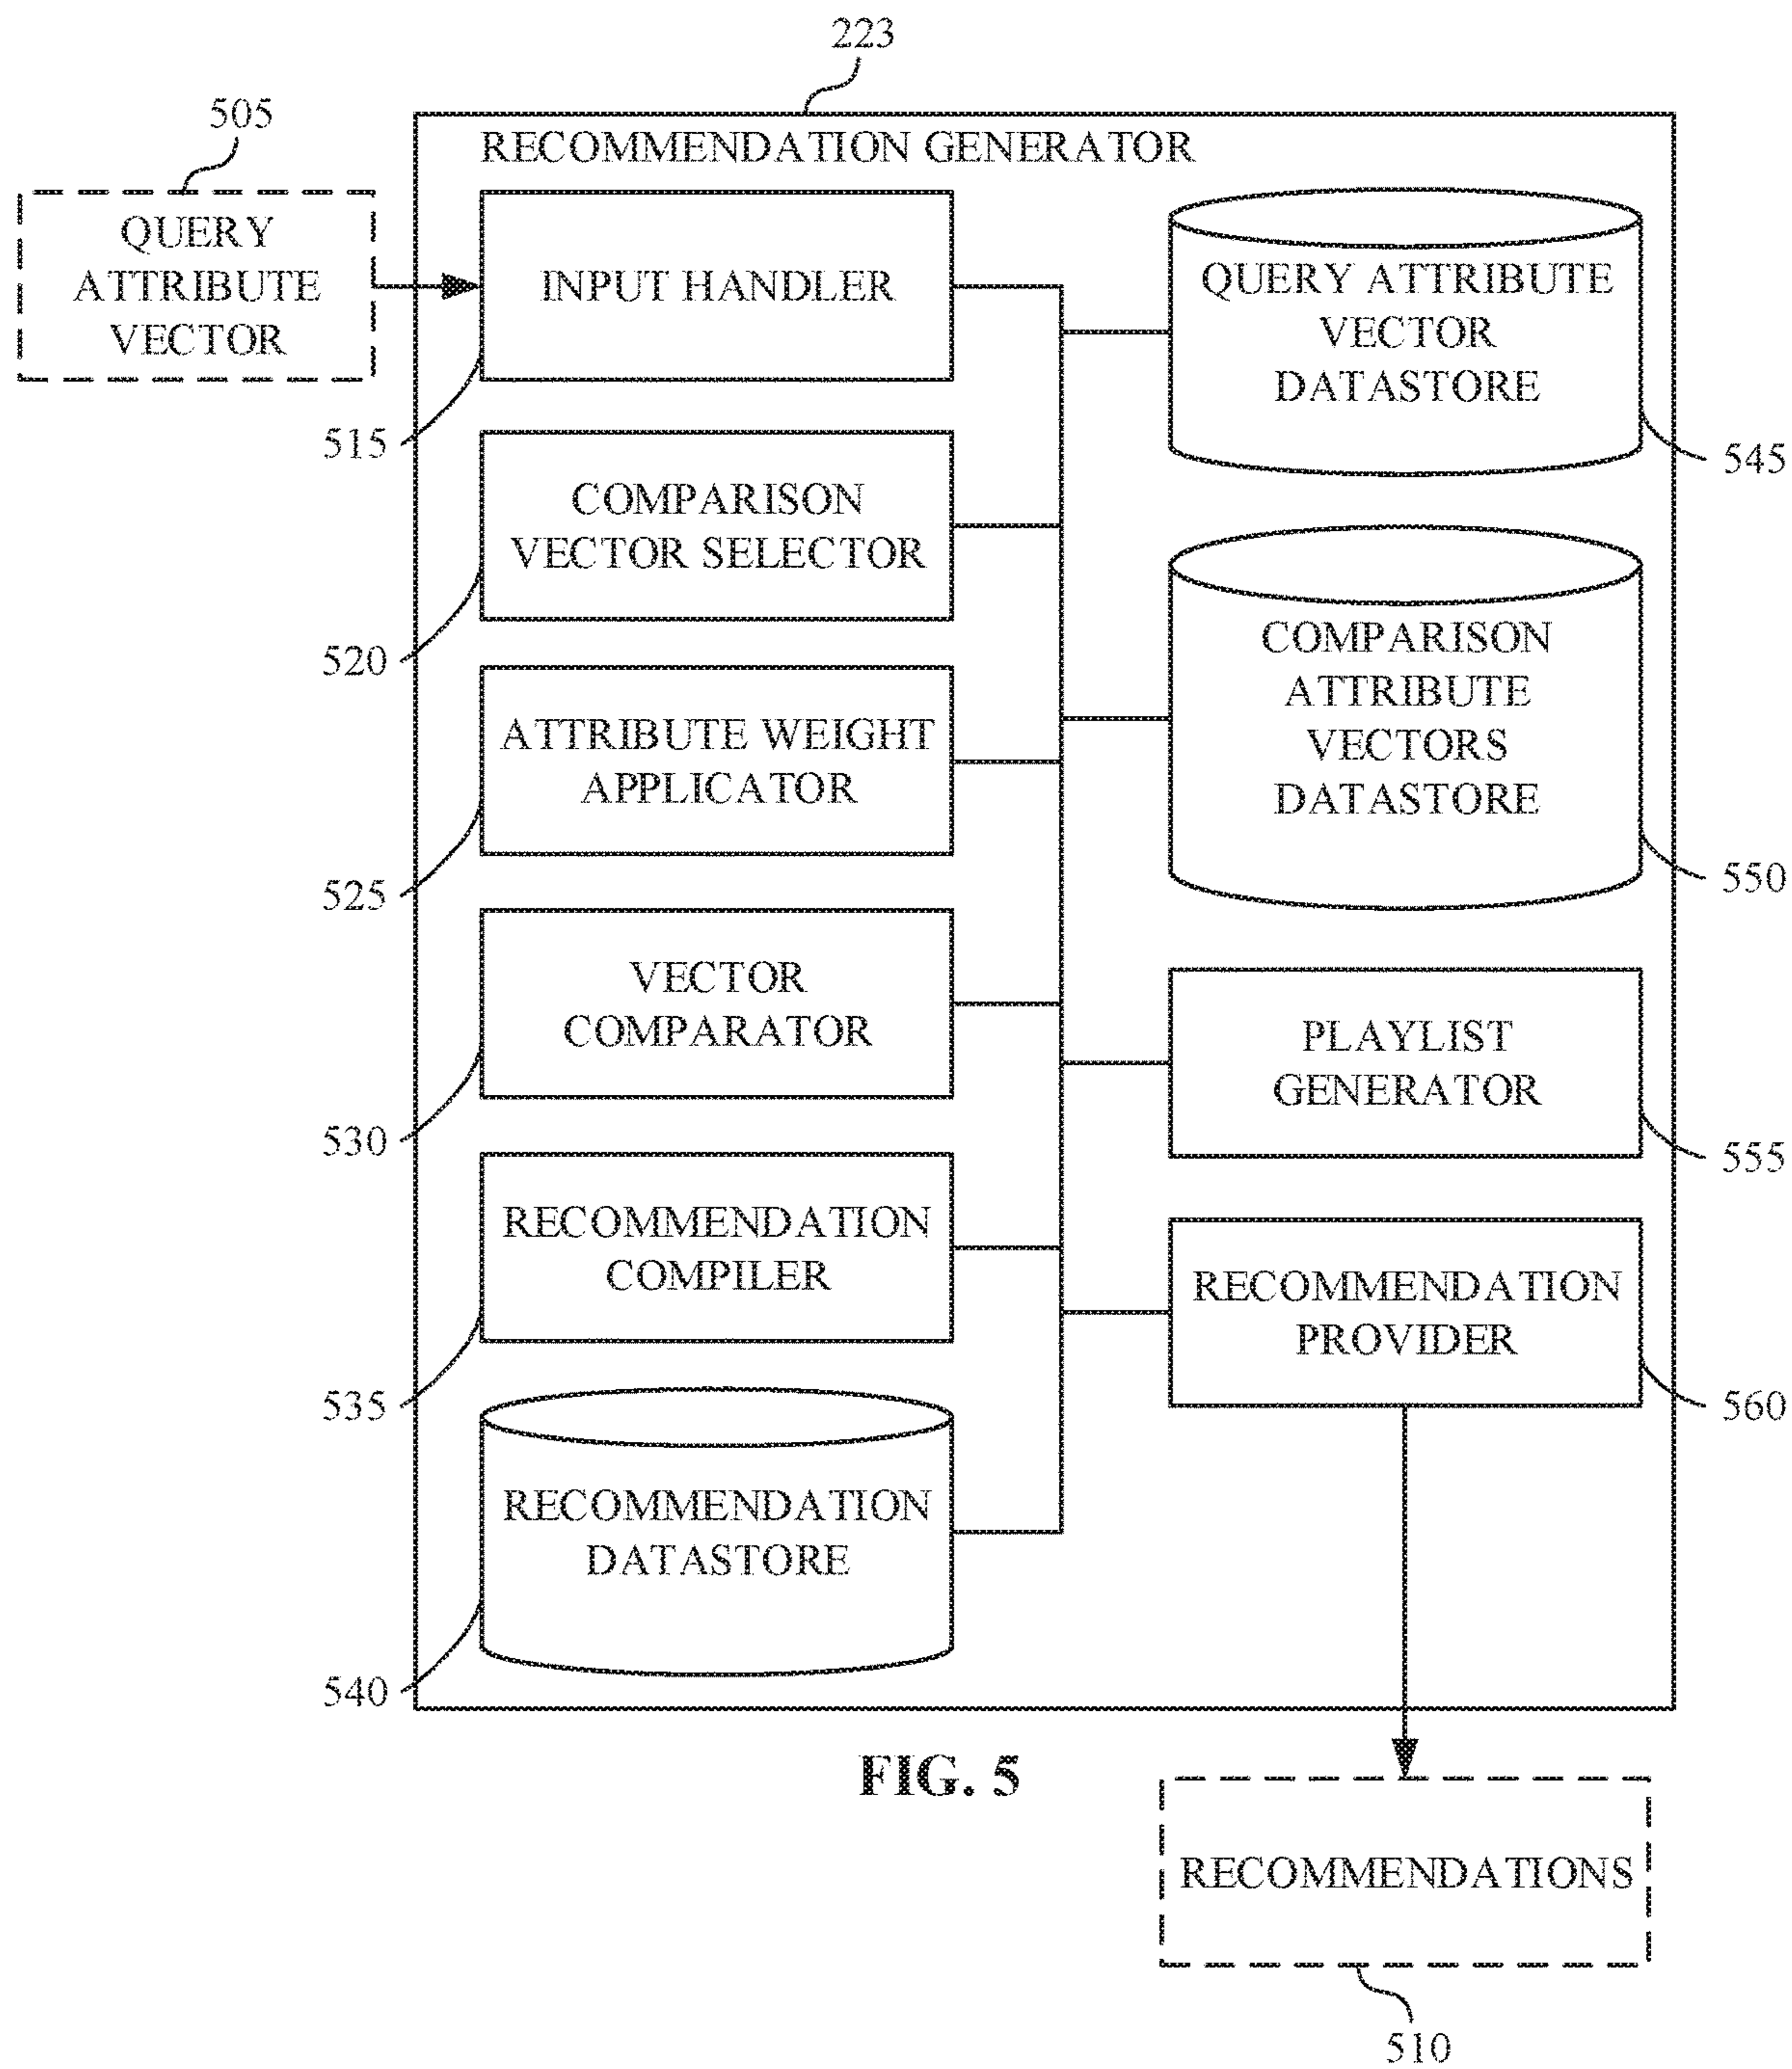 223
505
RECOMMENDATION GENERATOR
QUERY
ATTRIBUTE
VECTOR
INPUT HANDLER
QUERY ATTRIBUTE
VECTOR
DATASTORE
515
545
COMPARISON
VECTOR SELECTOR
520
COMPARISON
ATTRIBUTE
VECTORS
DATASTORE
550
ATTRIBUTE WEIGHT
APPLICATOR
525
VECTOR
COMPARATOR
530
PLAYLIST
GENERATOR
555
RECOMMENDATION
COMPILER
535
RECOMMENDATION
PROVIDER
560
RECOMMENDATION
DATASTORE
540
FIG. 5
RECOMMENDATIONS
510